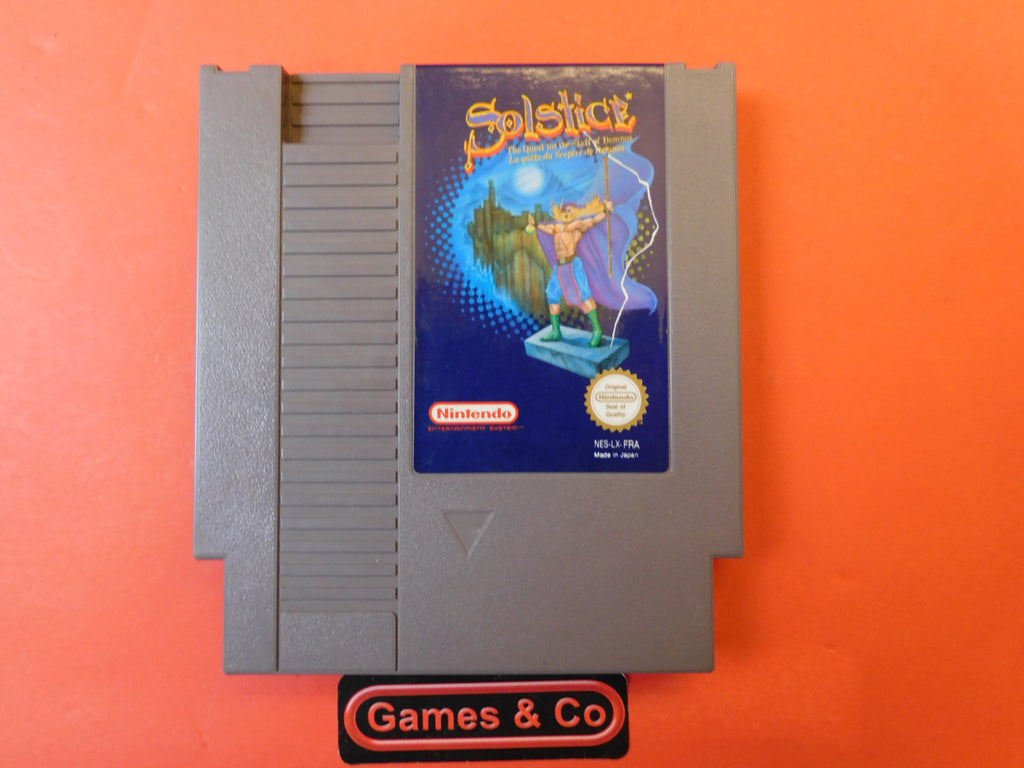 Solstice
The Quest for the Staff of Demnos
La quête du Sceptre de Demnos
Nintendo
ENTERTAINMENT SYSTEM™
Original
Nintendo
Seal of
Quality
NES-LX-FRA
Made in Japan
Games & Co